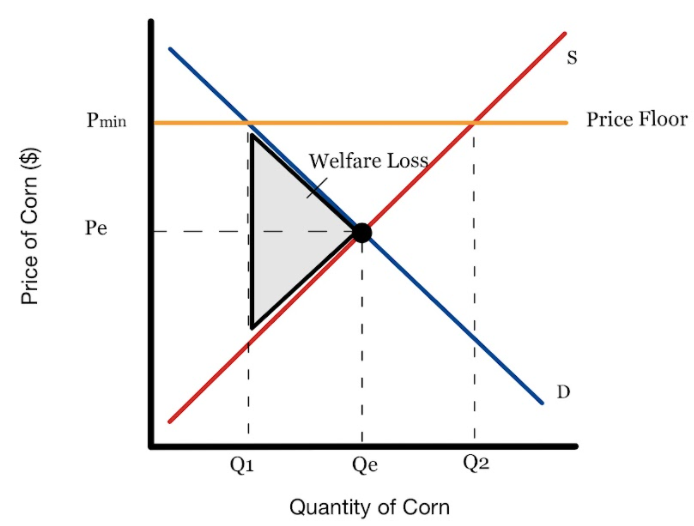 S
Pmin
Price Floor
Welfare Loss
Pe
Price of Corn ($)
D
Q1
Qe
Q2
Quantity of Corn